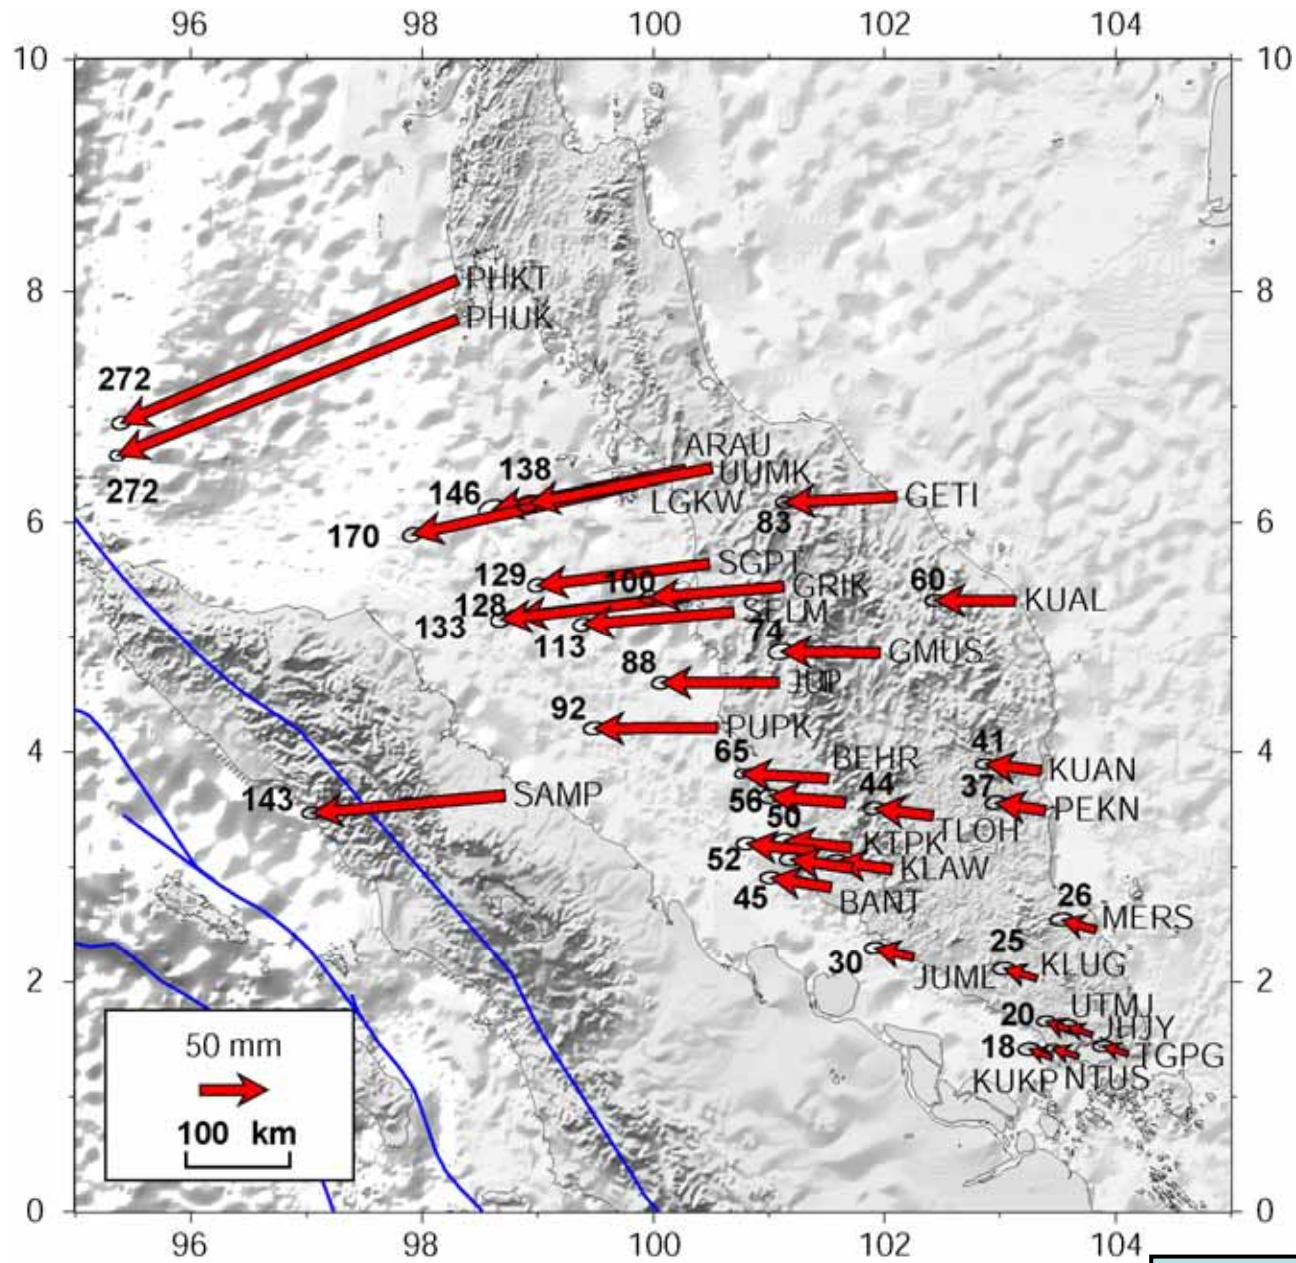 96 98 100 102 104
10 10
PHKT
8 8
PHUK
272
272
ARAU
138 UUMK
146 LGKW GETI
6 170 83 6
SGPT
129 100 GRIK 60
128 SELM KUAL
133 113 74
88 GMUS
JUIP
92 PUPK 41
4 65 4
BEHR KUAN
143 SAMP 44 37
56 PEKN
50 TLOH
KTPK
52 KLAW
45 BANT 26
MERS
25
30 JUML KLUG
2 2
UTMJ
20 JHJY
18 TGPG
KUKP NTUS
50 mm
100 km
0 0
96 98 100 102 104